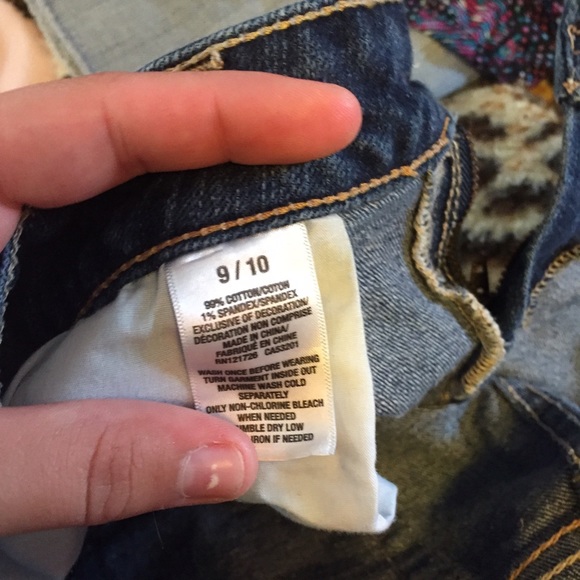 9 / 10
99% COTTON/COTON
1% SPANDEX/SPANDEX
EXCLUSIVE OF DECORATION/
DÉCORATION NON COMPRISE
MADE IN CHINA/
FABRIQUÉ EN CHINE
RN121726 CA53201
WASH ONCE BEFORE WEARING
TURN GARMENT INSIDE OUT
MACHINE WASH COLD
SEPARATELY
ONLY NON-CHLORINE BLEACH
WHEN NEEDED
UMBLE DRY LOW
IRON IF NEEDED